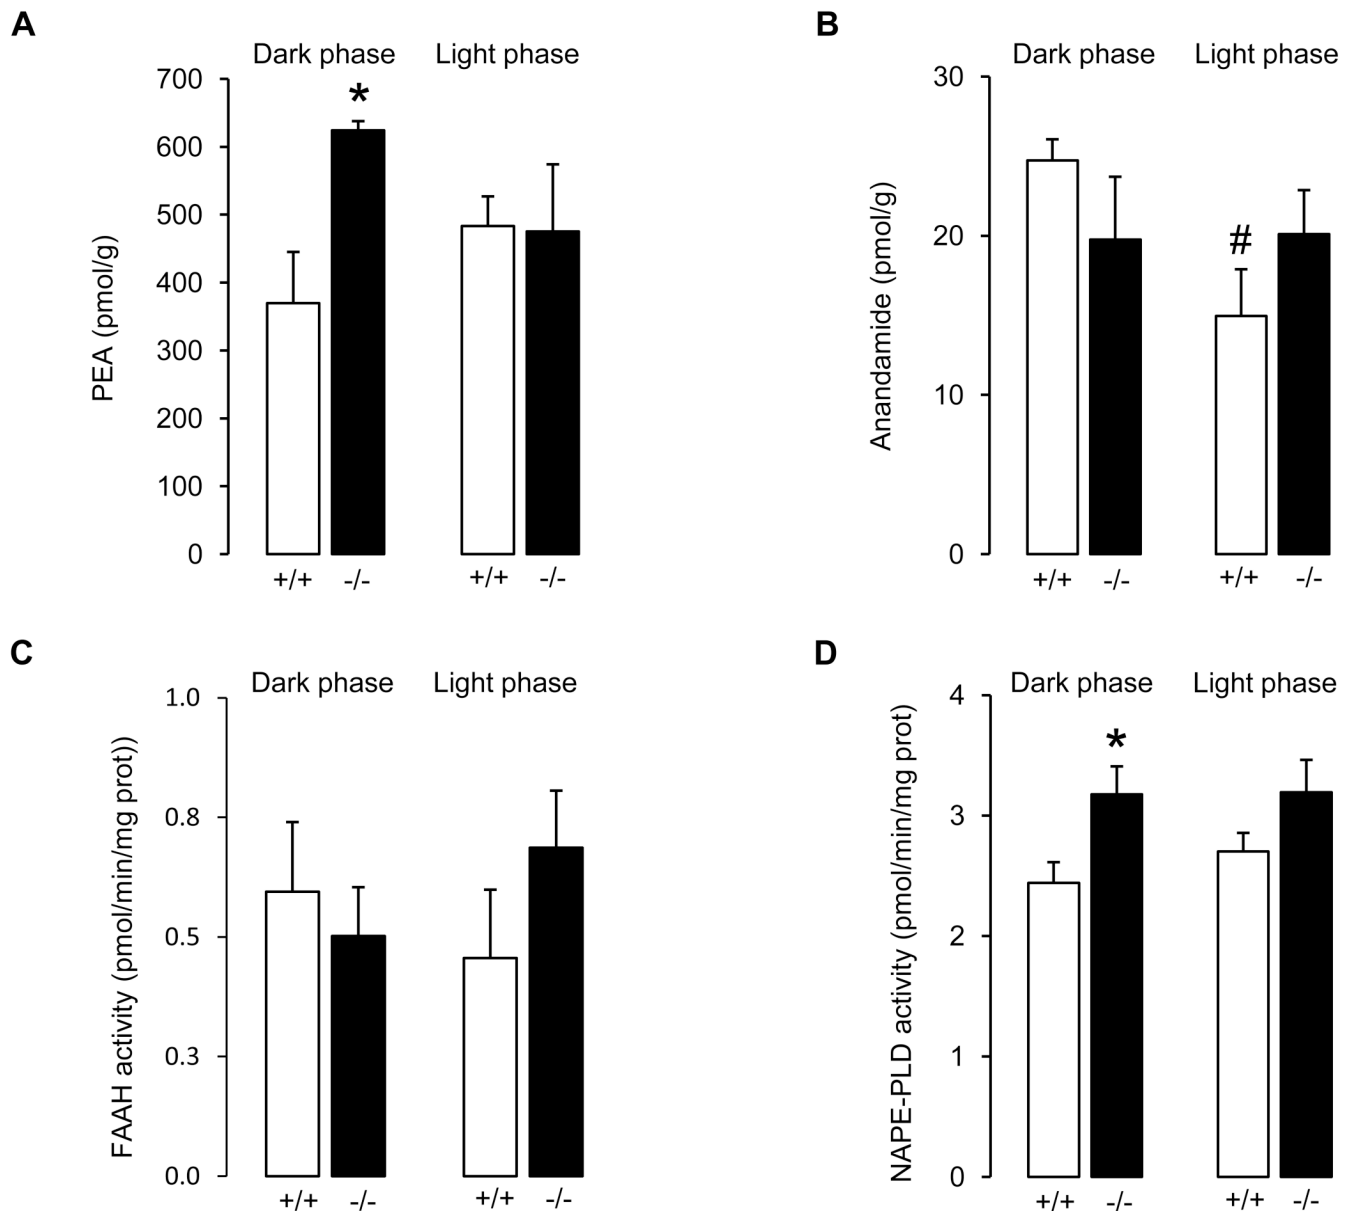 A
Dark phase Light phase
700
600
500
400
300
200
100
0
PEA (pmol/g)
*
+/+ -/- +/+ -/-
B
Dark phase Light phase
30
20
10
0
Anandamide (pmol/g)
#
+/+ -/- +/+ -/-
C
Dark phase Light phase
1.0
0.8
0.5
0.3
0.0
FAAH activity (pmol/min/mg prot))
+/+ -/- +/+ -/-
D
Dark phase Light phase
4
3
2
1
0
NAPE-PLD activity (pmol/min/mg prot)
*
+/+ -/- +/+ -/-